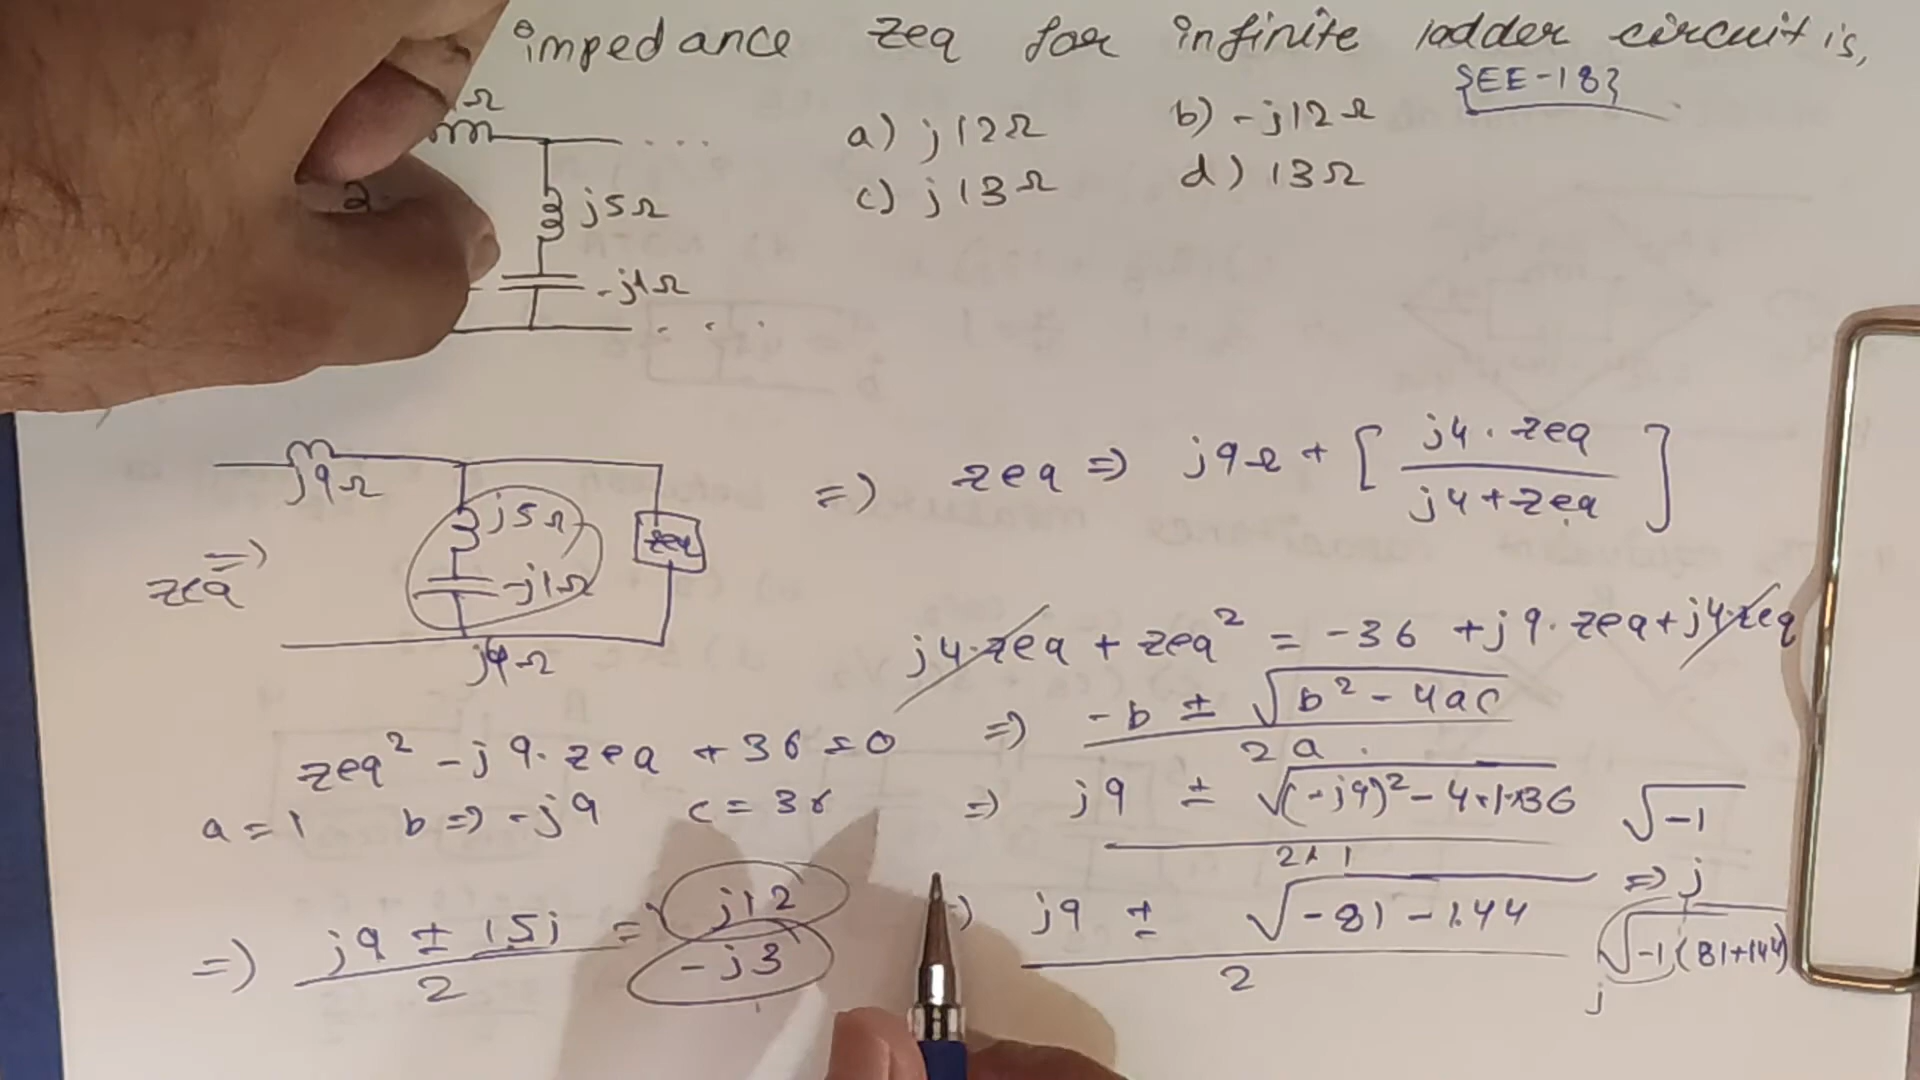 impedance zeq for infinite ladder circuit is,
{EE-18}
a) j12Ω b) -j12Ω
c) j13Ω d) 13Ω
Ω
...
j5Ω
-j1Ω
...
2
j9Ω
j5Ω
-j1Ω
zeq
zeq =>
j4Ω
=) zeq => j9Ω + [ j4. zeq / j4+zeq ]
j4.zeq + zeq² = -36 + j9. zeq + j4.zeq
zeq² - j9. zeq + 36 = 0
a = 1 b => -j9 c = 36
=) -b ± √b² - 4ac / 2a
=) j9 ± √(-j9)² - 4×1×36 / 2×1
√-1
=> j
=) j9 ± √-81-144 / 2
√-1(81+144)
j
=) j9 ± 15j / 2 = j12
-j3